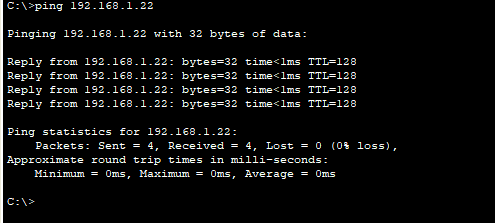 C:\>ping 192.168.1.22
Pinging 192.168.1.22 with 32 bytes of data:
Reply from 192.168.1.22: bytes=32 time<1ms TTL=128
Reply from 192.168.1.22: bytes=32 time<1ms TTL=128
Reply from 192.168.1.22: bytes=32 time<1ms TTL=128
Reply from 192.168.1.22: bytes=32 time<1ms TTL=128
Ping statistics for 192.168.1.22:
Packets: Sent = 4, Received = 4, Lost = 0 (0% loss),
Approximate round trip times in milli-seconds:
Minimum = 0ms, Maximum = 0ms, Average = 0ms
C:\>